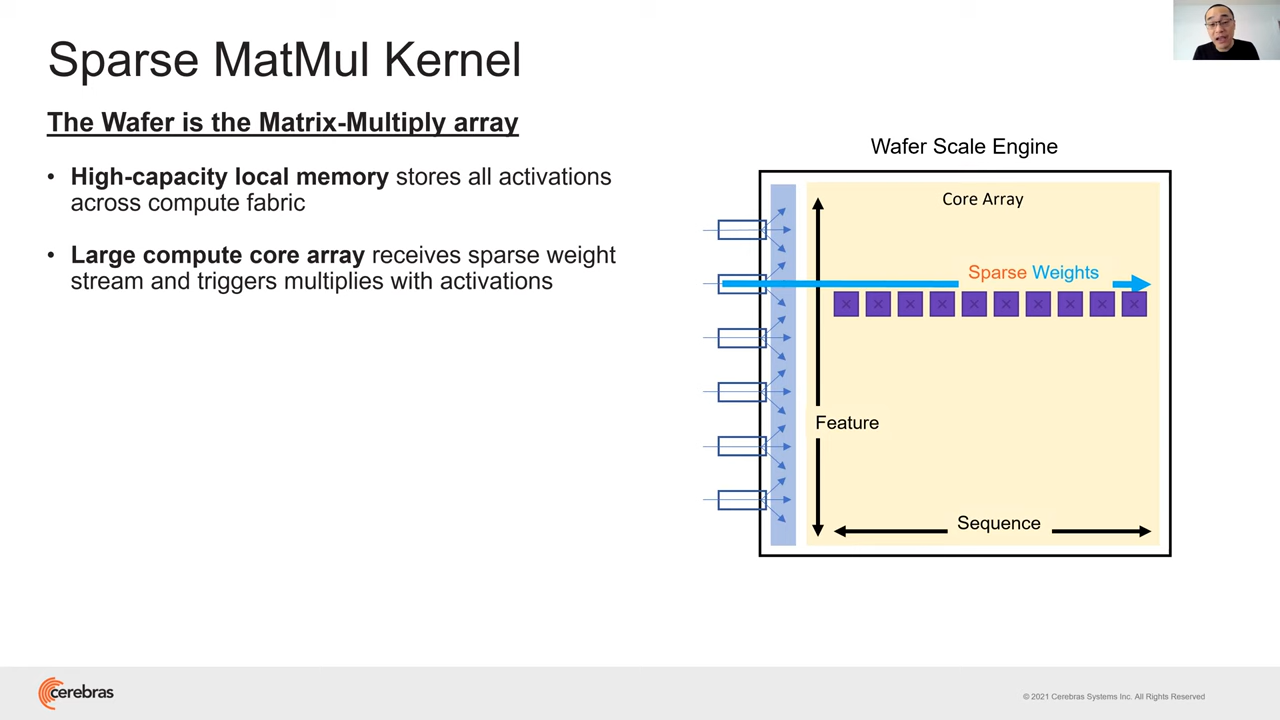 Sparse MatMul Kernel
The Wafer is the Matrix-Multiply array
• High-capacity local memory stores all activations
across compute fabric
• Large compute core array receives sparse weight
stream and triggers multiplies with activations
Wafer Scale Engine
Core Array
Sparse Weights
Feature
Sequence
cerebras
© 2021 Cerebras Systems Inc. All Rights Reserved